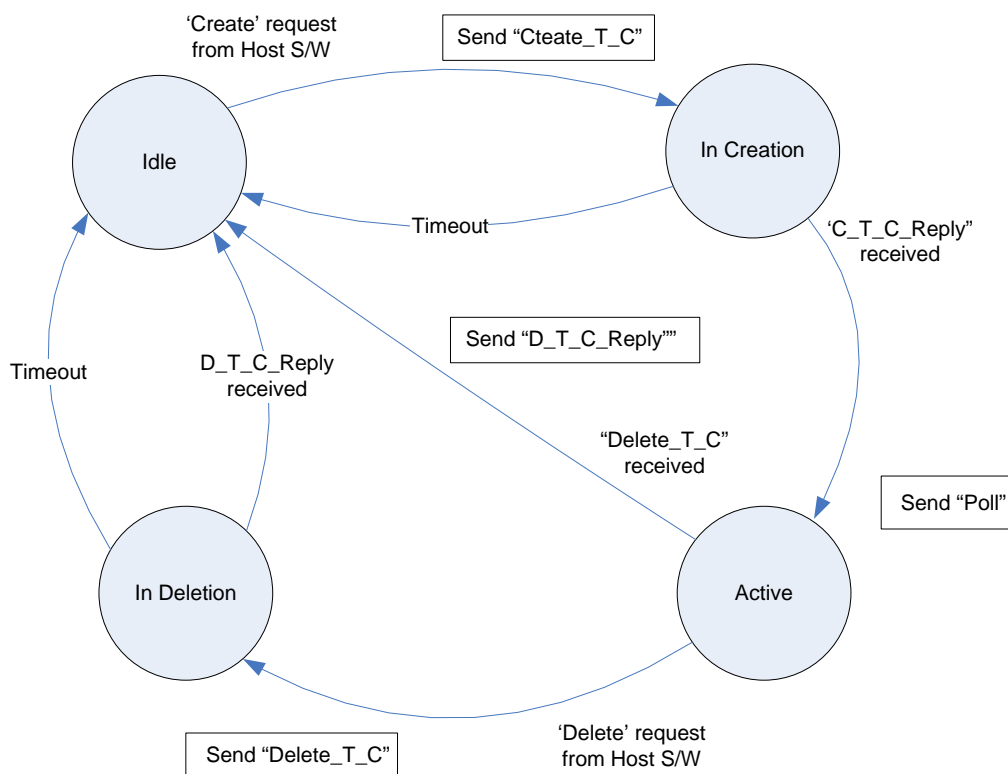 ‘Create’ request
from Host S/W
Send “Cteate_T_C”
Idle
In Creation
Timeout
‘C_T_C_Reply”
received
Send “D_T_C_Reply””
Timeout
D_T_C_Reply
received
“Delete_T_C”
received
Send “Poll”
In Deletion
Active
Send “Delete_T_C”
‘Delete’ request
from Host S/W